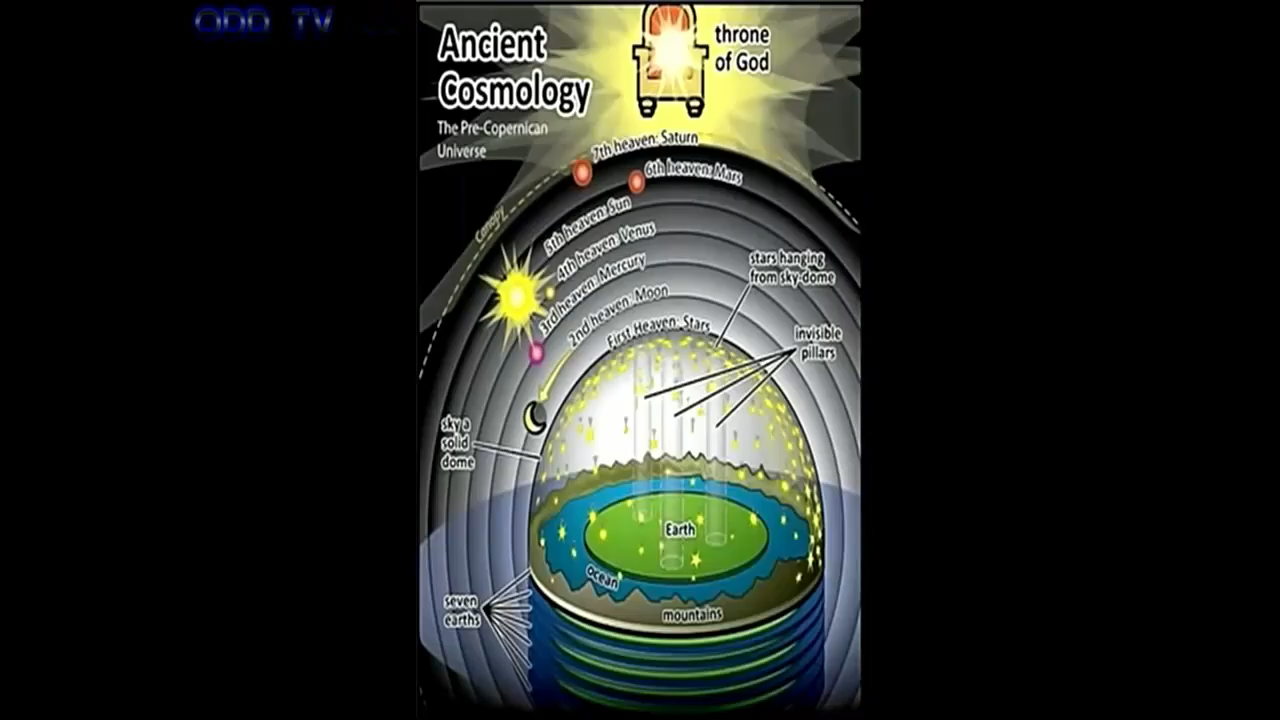 ODD TV
Ancient
Cosmology
The Pre-Copernican
Universe
throne
of God
7th heaven: Saturn
6th heaven: Mars
Canopy
5th heaven: Sun
4th heaven: Venus
3rd heaven: Mercury
2nd heaven: Moon
First Heaven: Stars
stars hanging
from sky-dome
invisible
pillars
sky a
solid
dome
Earth
ocean
mountains
seven
earths